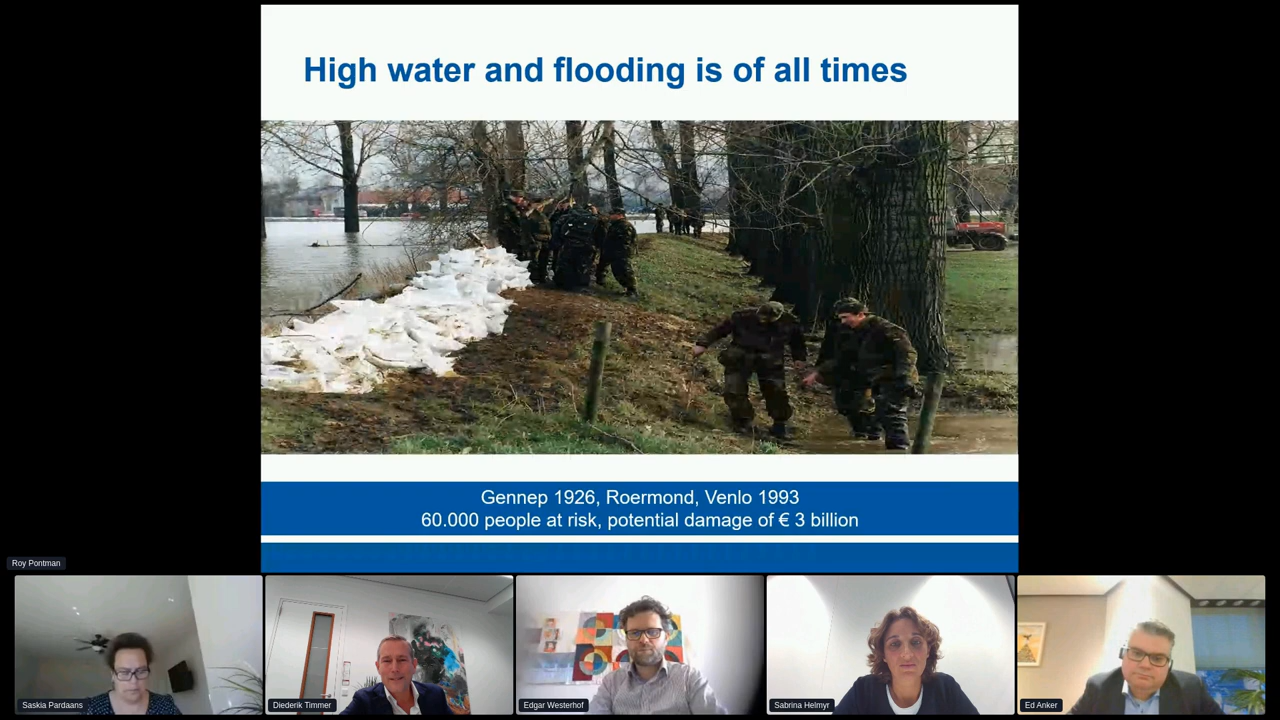 High water and flooding is of all times
Gennep 1926, Roermond, Venlo 1993
60.000 people at risk, potential damage of € 3 billion
Roy Pontman
Saskia Pardaans
Diederik Timmer
Edgar Westerhof
Sabrina Helmyr
Ed Anker